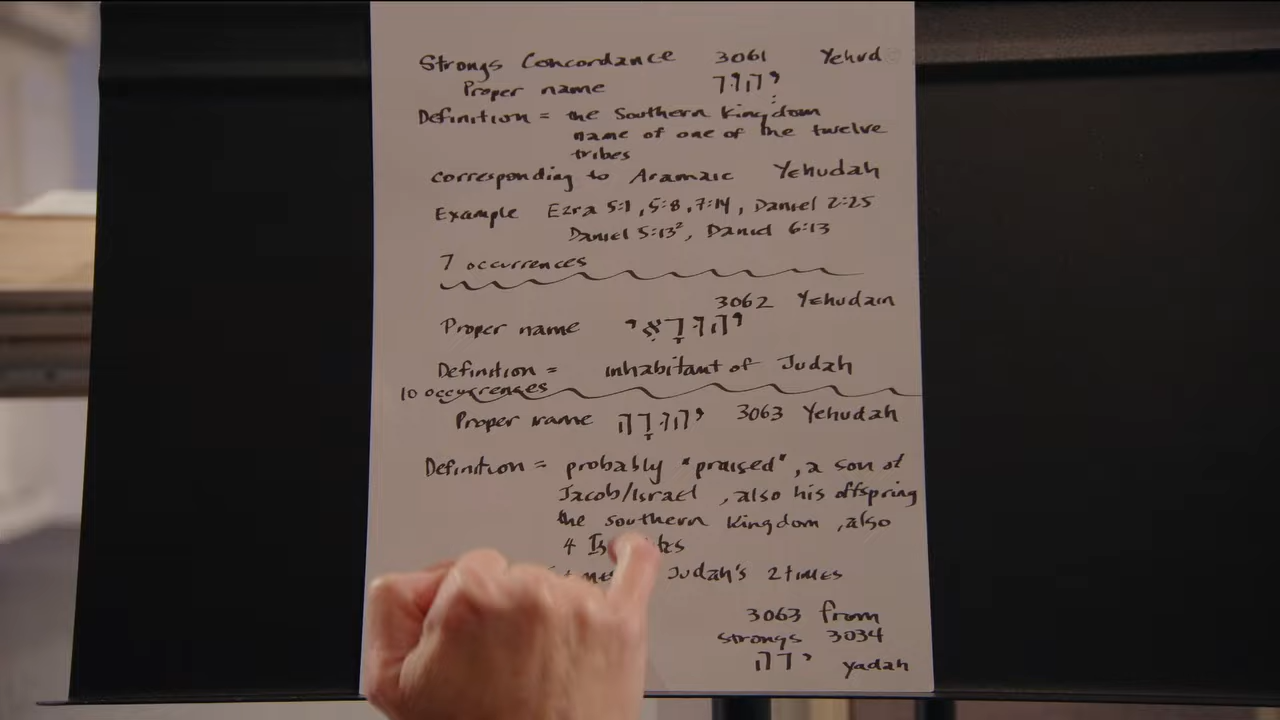 Strongs Concordance 3061 Yehud
Proper name יְהוּד
Definition = the Southern Kingdom
name of one of the twelve
tribes
corresponding to Aramaic Yehudah
Example Ezra 5:1, 5:8, 7:14, Daniel 2:25
Daniel 5:13², Daniel 6:13
7 occurrences
3062 Yehudain
Proper name יהוּדָאִי
Definition = inhabitant of Judah
10 occurrences
Proper name יהוּדָה 3063 Yehudah
Definition = probably "praised", a son of
Jacob/Israel, also his offspring
the southern Kingdom, also
4
Judah's 2 times
3063 from
strongs 3034
ידה yadah